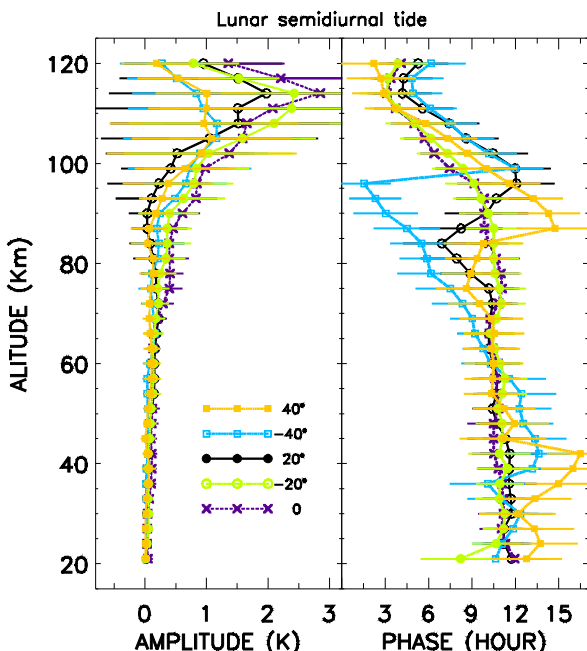 Lunar semidiurnal tide
120
100
80
60
40
20
ALITUDE (Km)
40°
-40°
20°
-20°
0
0 1 2 3
3 6 9 12 15
AMPLITUDE (K)
PHASE (HOUR)